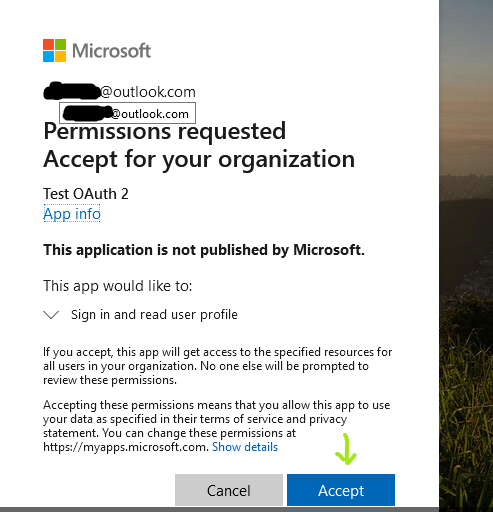 Microsoft
@outlook.com
@outlook.com
Permissions requested
Accept for your organization
Test OAuth 2
App info
This application is not published by Microsoft.
This app would like to:
Sign in and read user profile
If you accept, this app will get access to the specified resources for
all users in your organization. No one else will be prompted to
review these permissions.
Accepting these permissions means that you allow this app to use
your data as specified in their terms of service and privacy
statement. You can change these permissions at
https://myapps.microsoft.com. Show details
Cancel
Accept